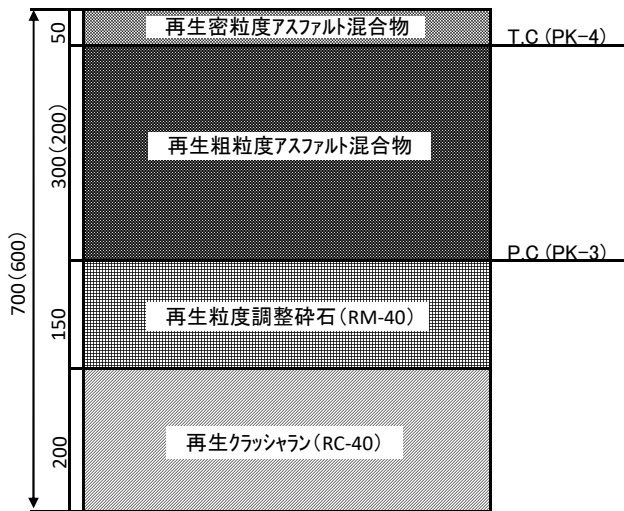 50
再生密粒度アスファルト混合物
T.C (PK-4)
300(200)
再生粗粒度アスファルト混合物
P.C (PK-3)
700(600)
150
再生粒度調整砕石(RM-40)
200
再生クラッシャラン(RC-40)